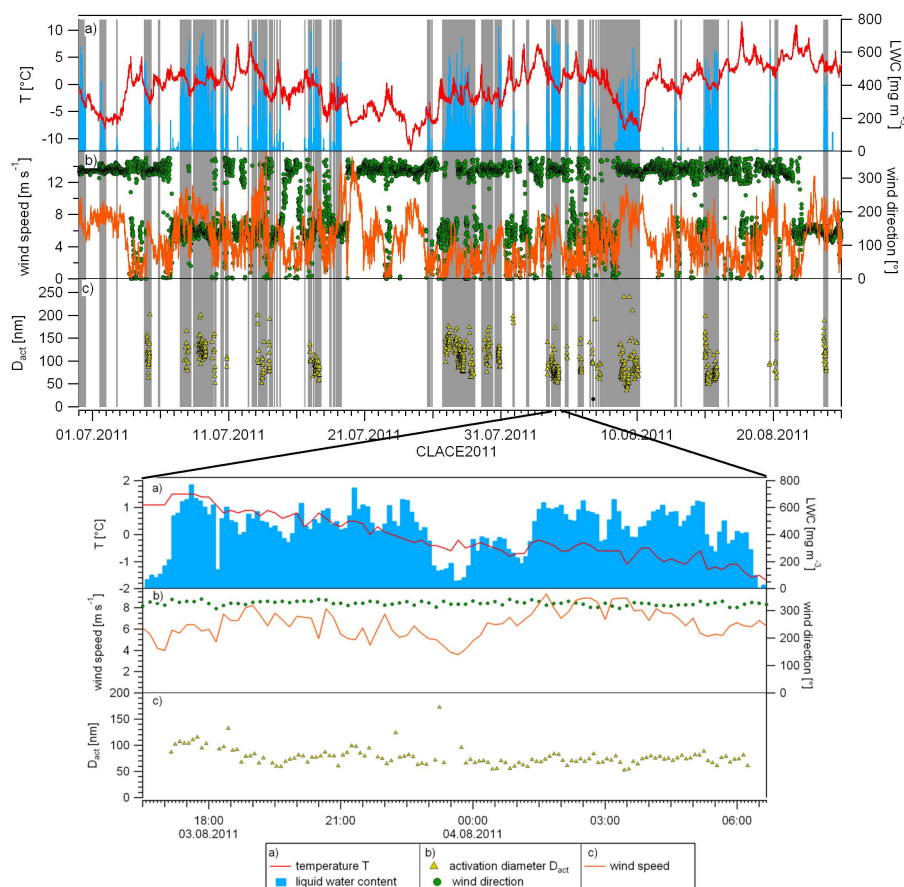 a)
T [°C]
10
5
0
-5
-10
800
600
400
200
0
LWC [mg m-3
b)
wind speed [m s-1]
12
8
4
0
300
200
100
0
wind direction [°]
c)
Dact [nm]
250
200
150
100
50
0
01.07.2011 11.07.2011 21.07.2011 31.07.2011 10.08.2011 20.08.2011
CLACE2011
a)
T [°C]
2
1
0
-1
-2
800
600
400
200
0
LWC [mg m-3]
b)
wind speed [m s-1]
8
6
4
2
300
200
100
0
wind direction [°]
c)
Dact [nm]
200
150
100
50
0
18:00 21:00 00:00 03:00 06:00
03.08.2011 04.08.2011
a) b) c)
temperature T activation diameter Dact wind speed
liquid water content wind direction